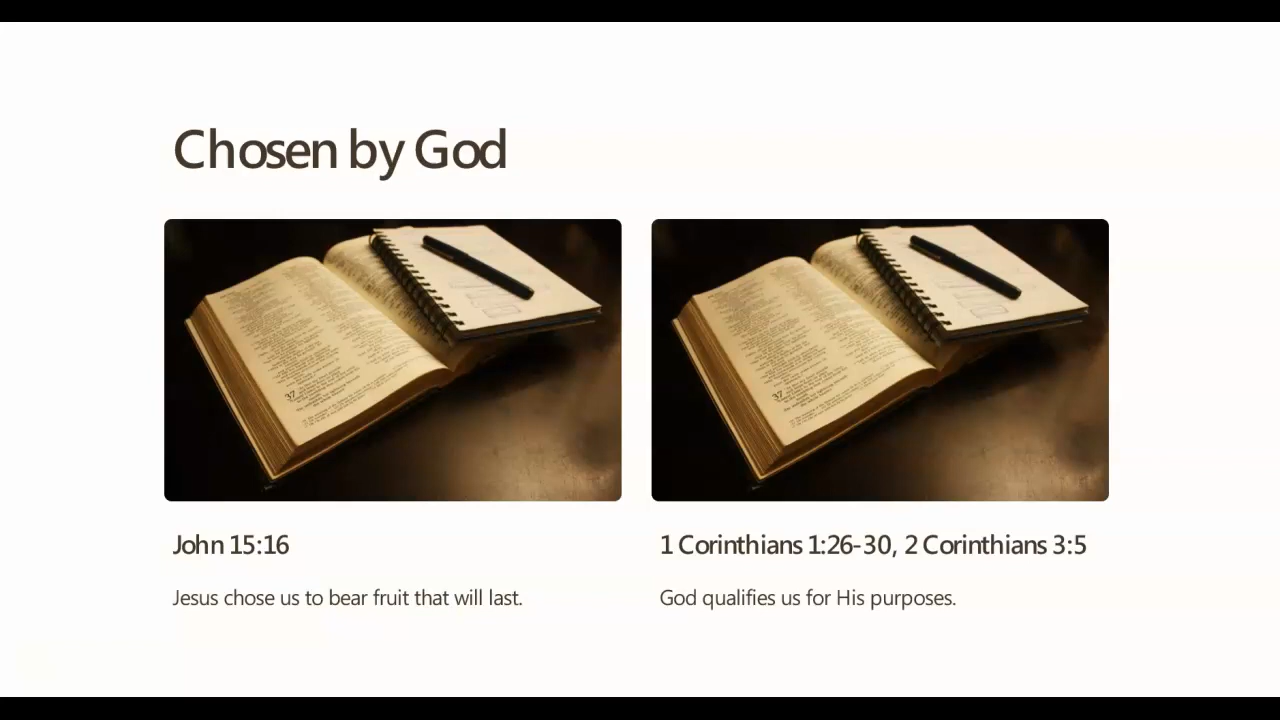 Chosen by God
John 15:16
Jesus chose us to bear fruit that will last.
1 Corinthians 1:26-30, 2 Corinthians 3:5
God qualifies us for His purposes.